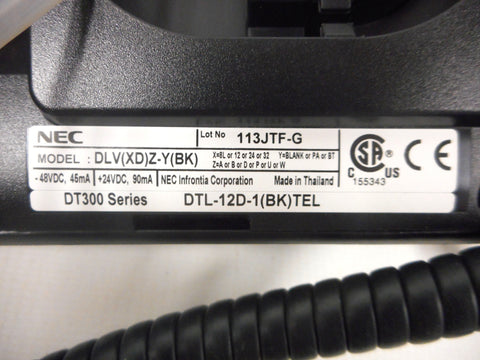 NEC
Lot No 113JTF-G
MODEL : DLV(XD)Z-Y(BK)
X=8L or 12 or 24 or 32 Y=BLANK or PA or BT
Z=A or B or D or P or U or W
-48VDC, 45mA +24VDC, 90mA NEC Infrontia Corporation Made in Thailand
DT300 Series DTL-12D-1(BK)TEL
SA
C US
155343
CE